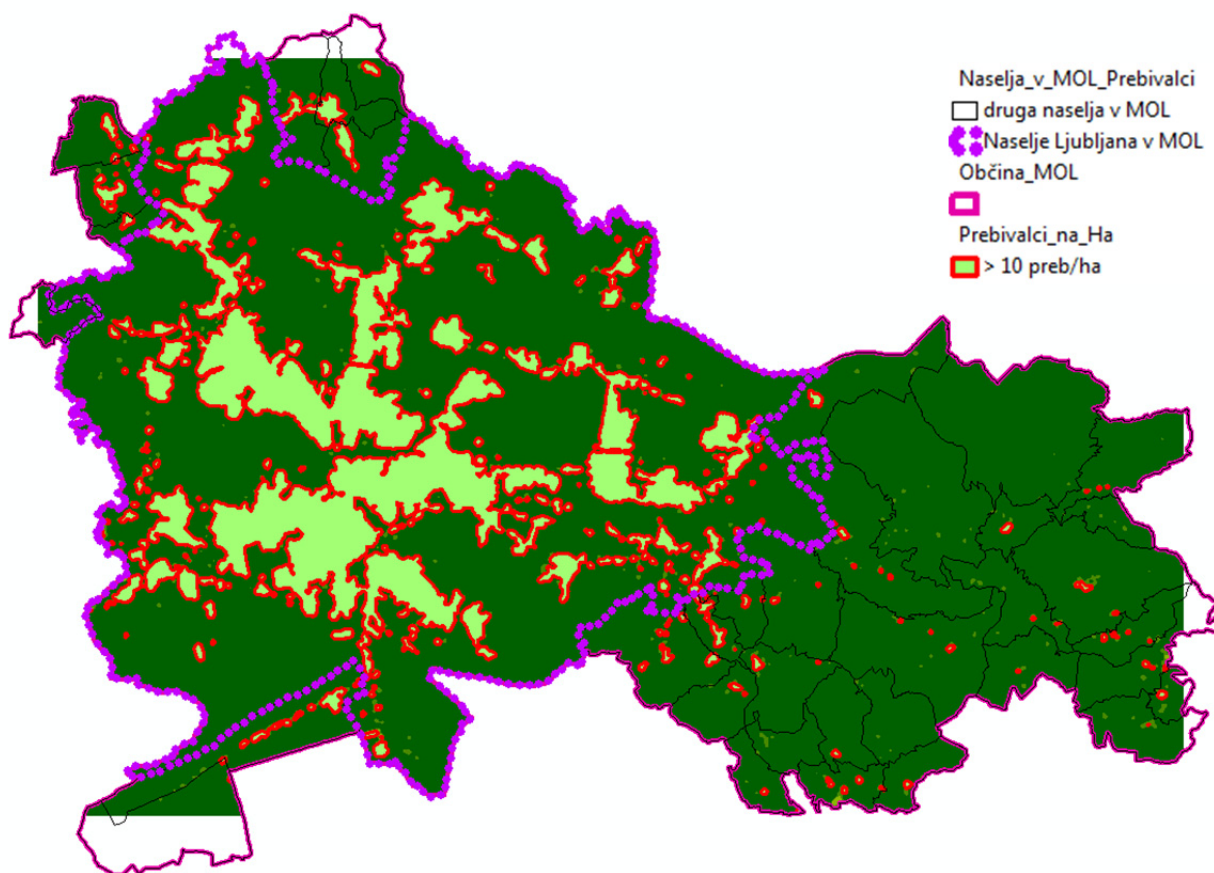 Naselja_v_MOL_Prebivalci
druga naselja v MOL
Naselje Ljubljana v MOL
Občina_MOL
Prebivalci_na_Ha
> 10 preb/ha